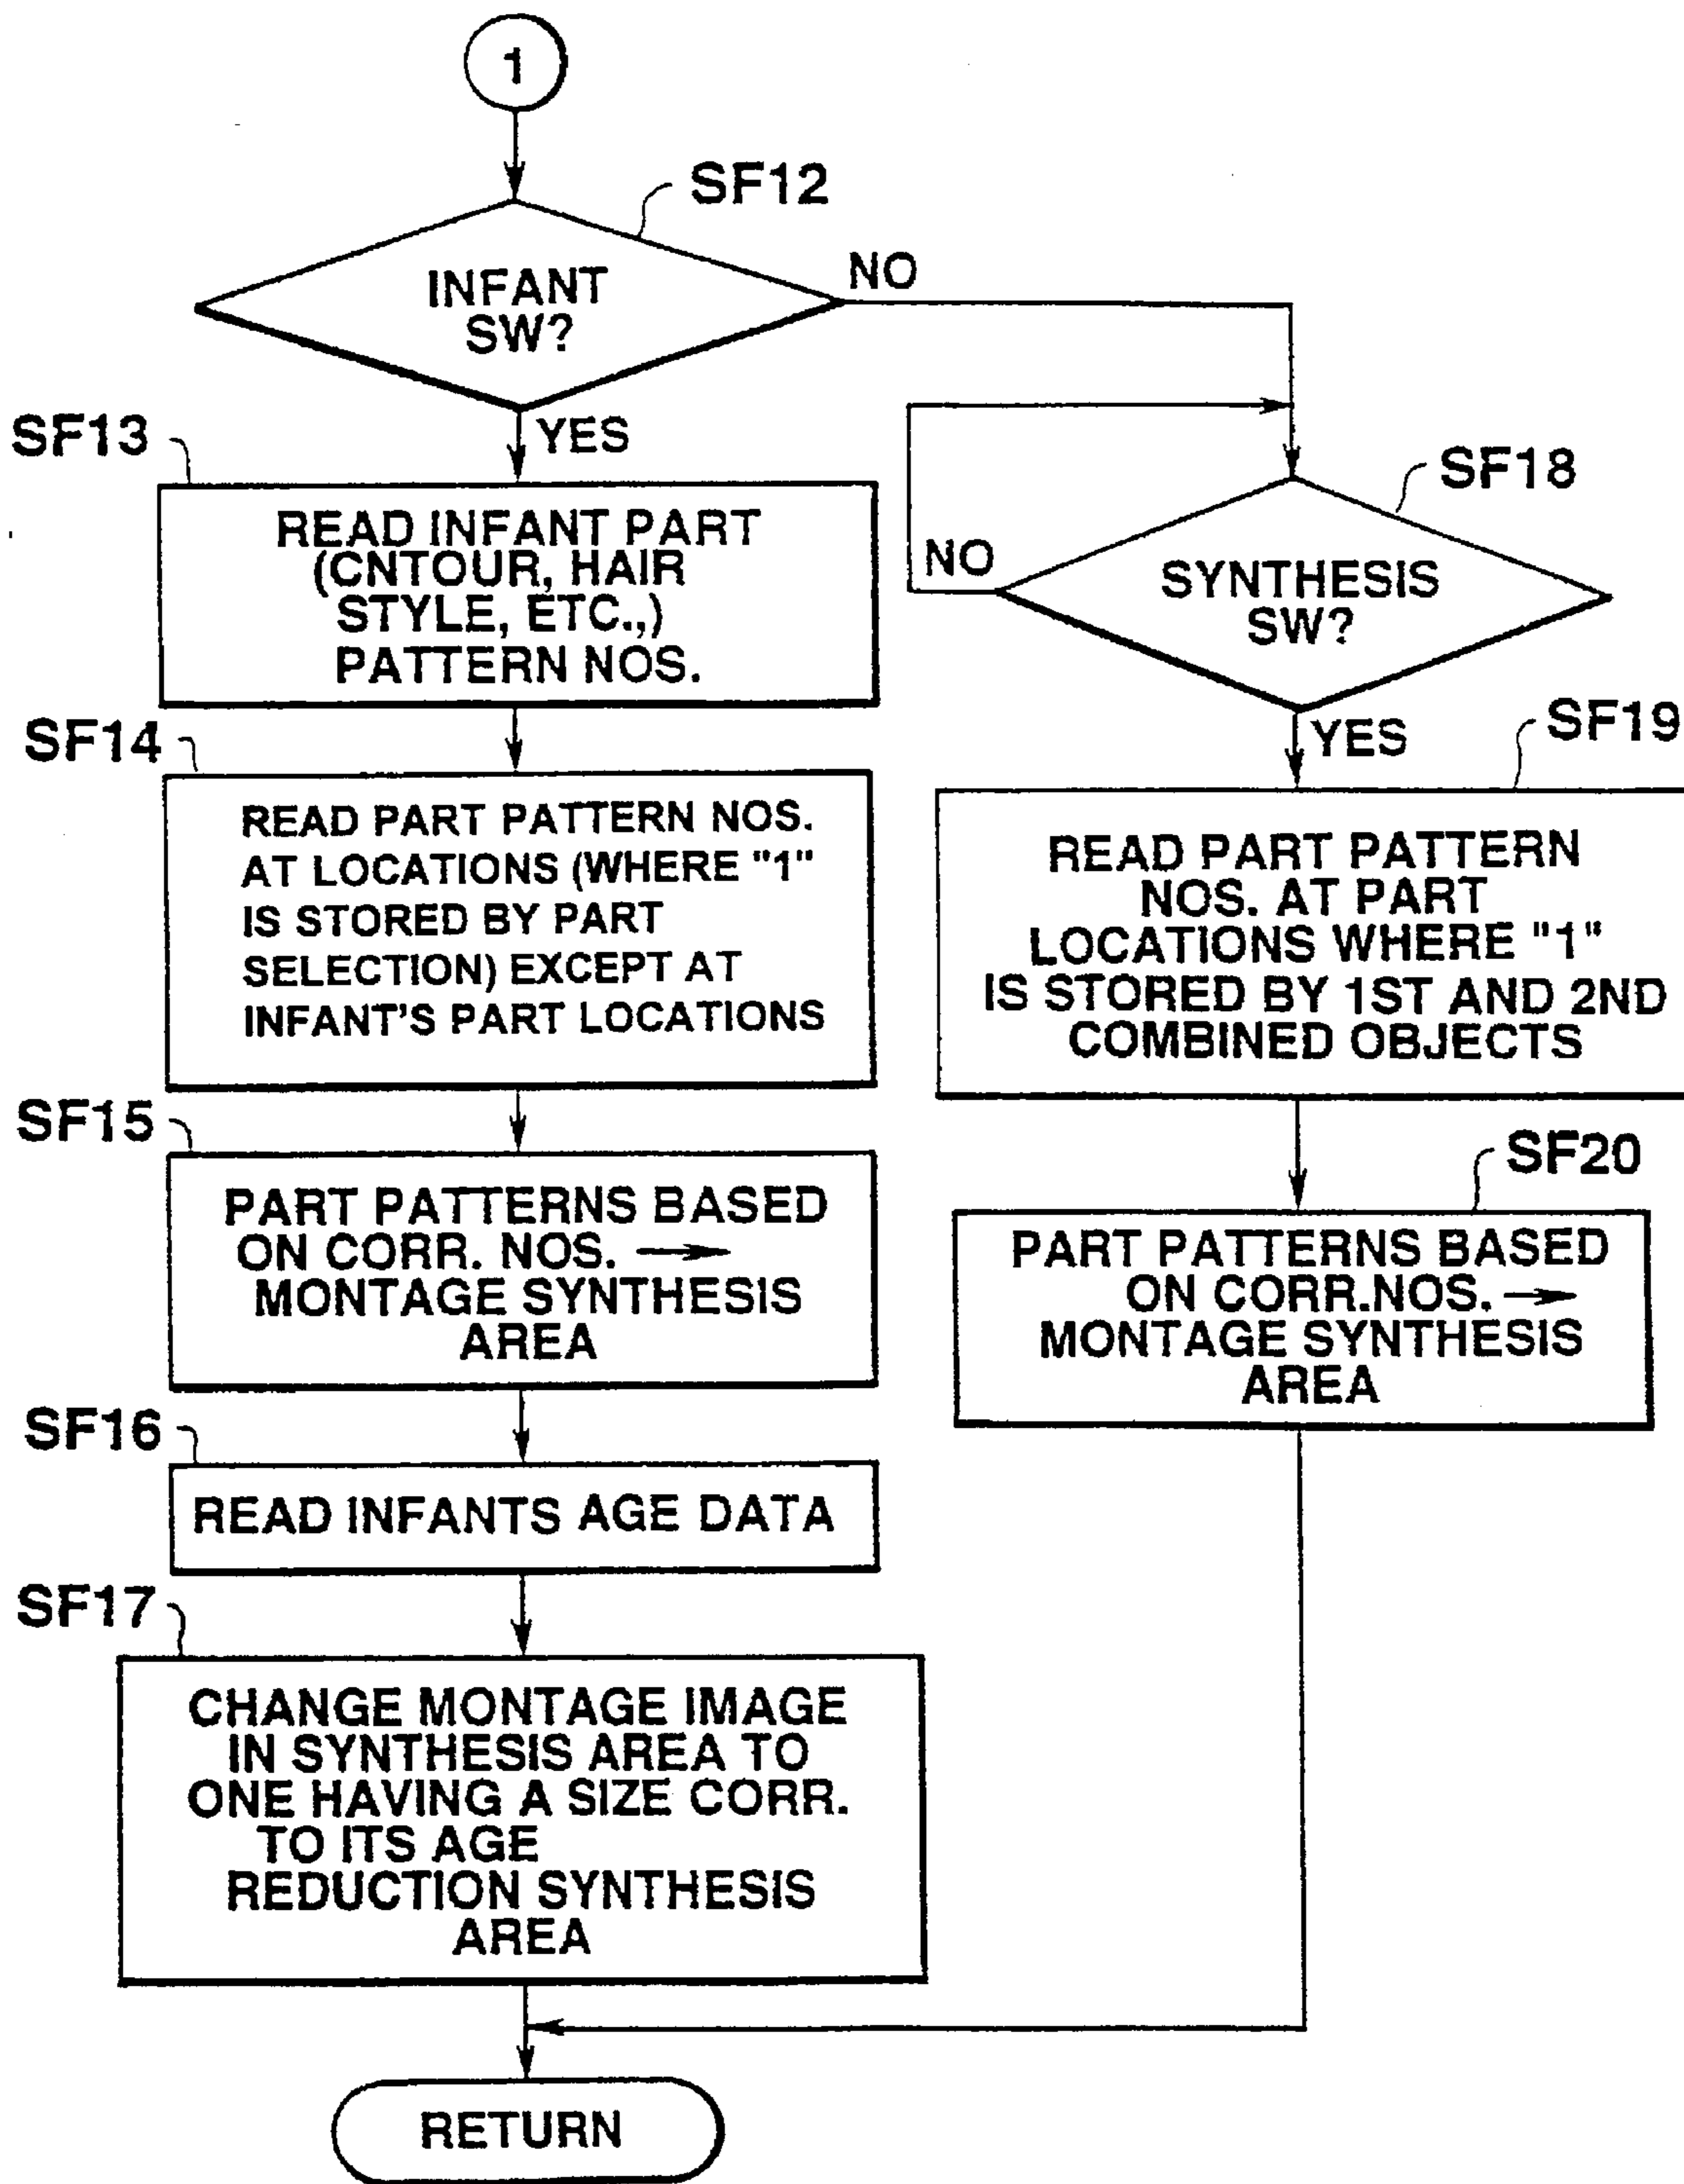 1
SF12
INFANT
SW?
NO
YES
SF13
READ INFANT PART
(CNTOUR, HAIR
STYLE, ETC.,)
PATTERN NOS.
SF14
READ PART PATTERN NOS.
AT LOCATIONS (WHERE "1"
IS STORED BY PART
SELECTION) EXCEPT AT
INFANT'S PART LOCATIONS
SF15
PART PATTERNS BASED
ON CORR. NOS. →
MONTAGE SYNTHESIS
AREA
SF16
READ INFANTS AGE DATA
SF17
CHANGE MONTAGE IMAGE
IN SYNTHESIS AREA TO
ONE HAVING A SIZE CORR.
TO ITS AGE
REDUCTION SYNTHESIS
AREA
SF18
SYNTHESIS
SW?
NO
YES
SF19
READ PART PATTERN
NOS. AT PART
LOCATIONS WHERE "1"
IS STORED BY 1ST AND 2ND
COMBINED OBJECTS
SF20
PART PATTERNS BASED
ON CORR.NOS. →
MONTAGE SYNTHESIS
AREA
RETURN